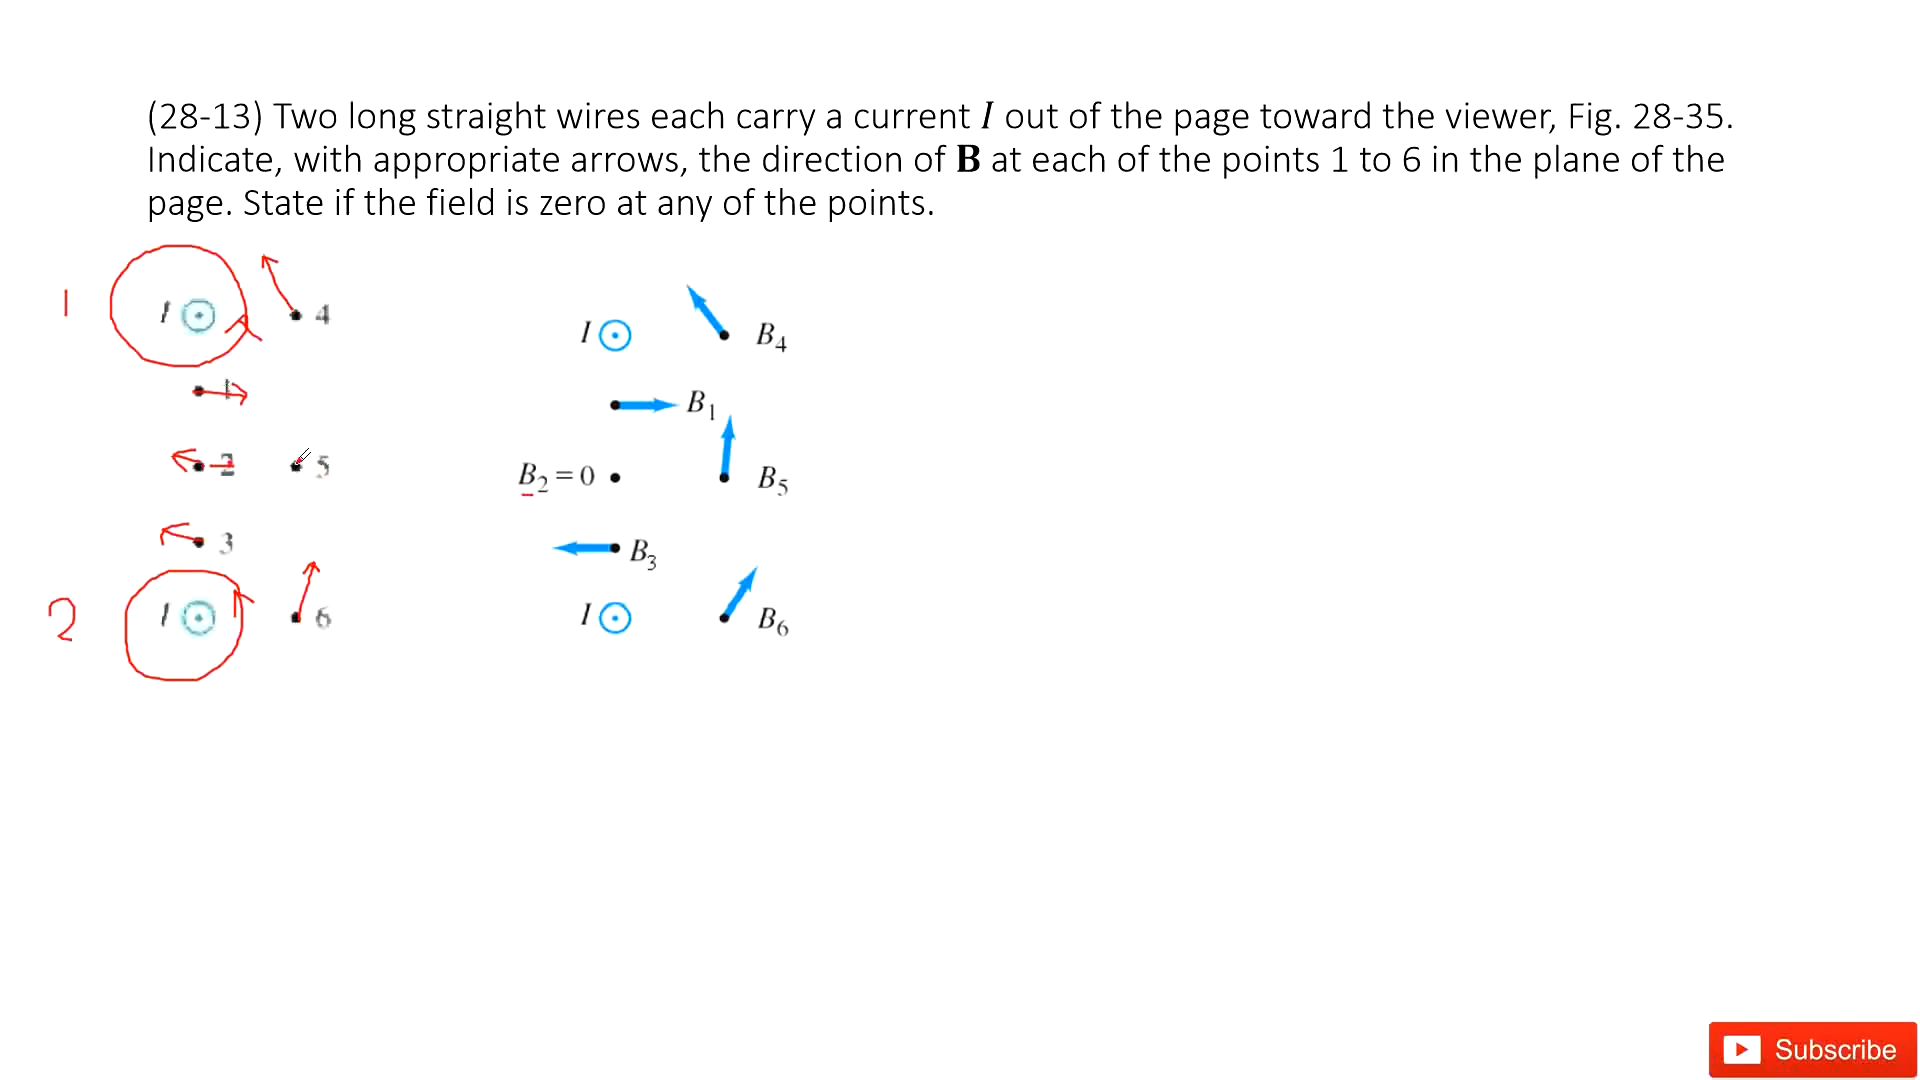 (28-13) Two long straight wires each carry a current I out of the page toward the viewer, Fig. 28-35.
Indicate, with appropriate arrows, the direction of B at each of the points 1 to 6 in the plane of the
page. State if the field is zero at any of the points.
1
I
4
I
B4
1
B1
2
5
B2 = 0
B5
3
B3
2
I
6
I
B6
Subscribe